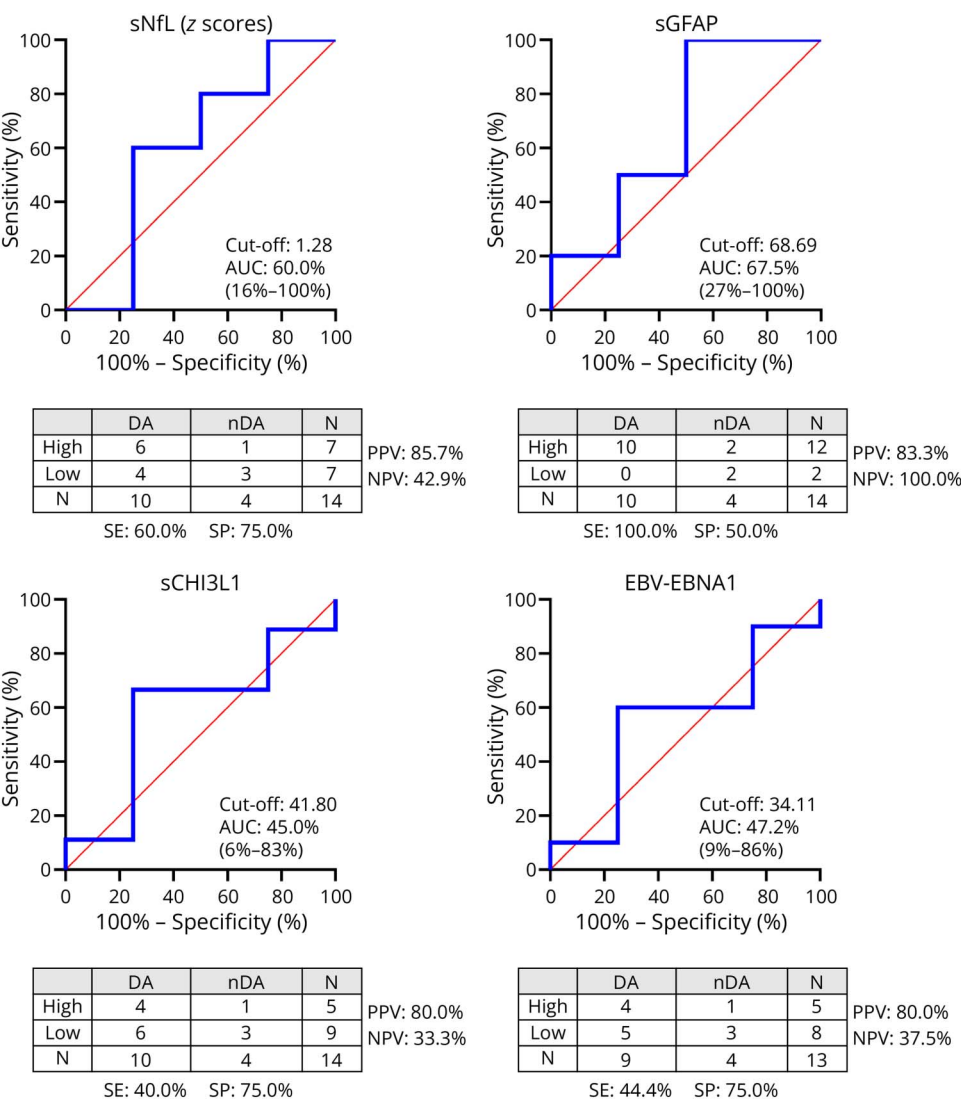 sNfL (z scores)
100
80
60
40
20
0
Sensitivity (%)
Cut-off: 1.28
AUC: 60.0%
(16%–100%)
0 20 40 60 80 100
100% – Specificity (%)
DA nDA N
High 6 1 7 PPV: 85.7%
Low 4 3 7 NPV: 42.9%
N 10 4 14
SE: 60.0% SP: 75.0%
sGFAP
100
80
60
40
20
0
Sensitivity (%)
Cut-off: 68.69
AUC: 67.5%
(27%–100%)
0 20 40 60 80 100
100% – Specificity (%)
DA nDA N
High 10 2 12 PPV: 83.3%
Low 0 2 2 NPV: 100.0%
N 10 4 14
SE: 100.0% SP: 50.0%
sCHI3L1
100
80
60
40
20
0
Sensitivity (%)
Cut-off: 41.80
AUC: 45.0%
(6%–83%)
0 20 40 60 80 100
100% – Specificity (%)
DA nDA N
High 4 1 5 PPV: 80.0%
Low 6 3 9 NPV: 33.3%
N 10 4 14
SE: 40.0% SP: 75.0%
EBV-EBNA1
100
80
60
40
20
0
Sensitivity (%)
Cut-off: 34.11
AUC: 47.2%
(9%–86%)
0 20 40 60 80 100
100% – Specificity (%)
DA nDA N
High 4 1 5 PPV: 80.0%
Low 5 3 8 NPV: 37.5%
N 9 4 13
SE: 44.4% SP: 75.0%